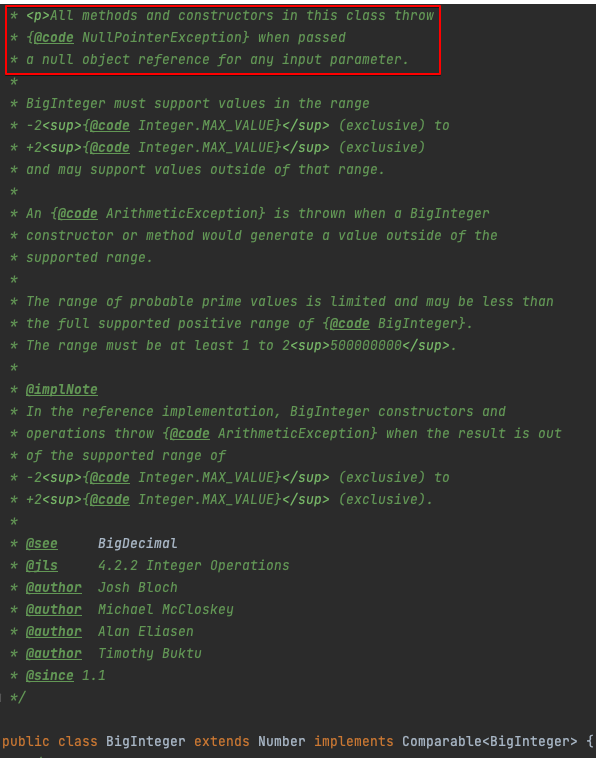 * <p>All methods and constructors in this class throw
* {@code NullPointerException} when passed
* a null object reference for any input parameter.
*
* BigInteger must support values in the range
* -2<sup>{@code Integer.MAX_VALUE}</sup> (exclusive) to
* +2<sup>{@code Integer.MAX_VALUE}</sup> (exclusive)
* and may support values outside of that range.
*
* An {@code ArithmeticException} is thrown when a BigInteger
* constructor or method would generate a value outside of the
* supported range.
*
* The range of probable prime values is limited and may be less than
* the full supported positive range of {@code BigInteger}.
* The range must be at least 1 to 2<sup>500000000</sup>.
*
* @implNote
* In the reference implementation, BigInteger constructors and
* operations throw {@code ArithmeticException} when the result is out
* of the supported range of
* -2<sup>{@code Integer.MAX_VALUE}</sup> (exclusive) to
* +2<sup>{@code Integer.MAX_VALUE}</sup> (exclusive).
*
* @see     BigDecimal
* @jls     4.2.2 Integer Operations
* @author  Josh Bloch
* @author  Michael McCloskey
* @author  Alan Eliasen
* @author  Timothy Buktu
* @since 1.1
*/
public class BigInteger extends Number implements Comparable<BigInteger> {